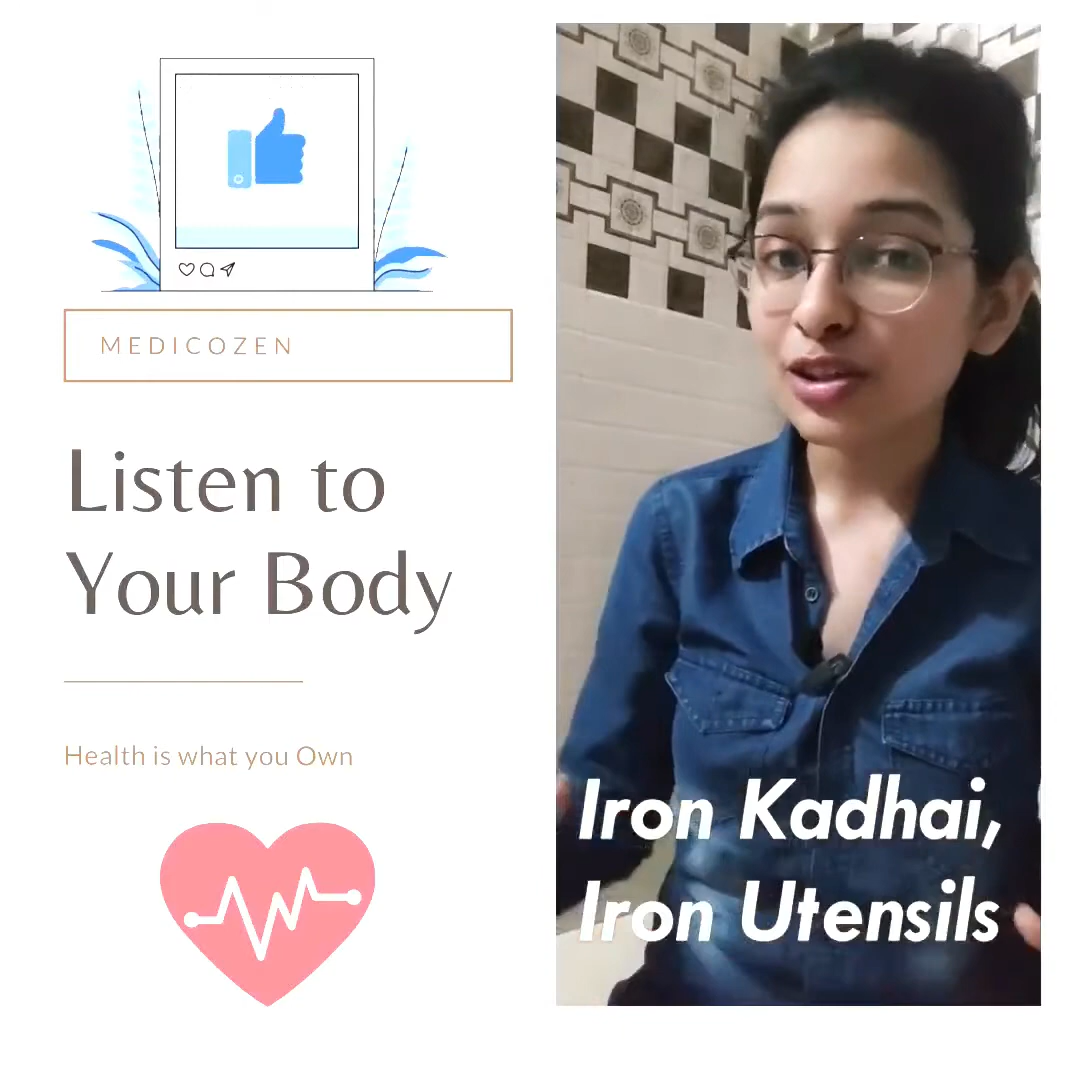 MEDICOZEN
Listen to
Your Body
Health is what you Own
Iron Kadhai,
Iron Utensils